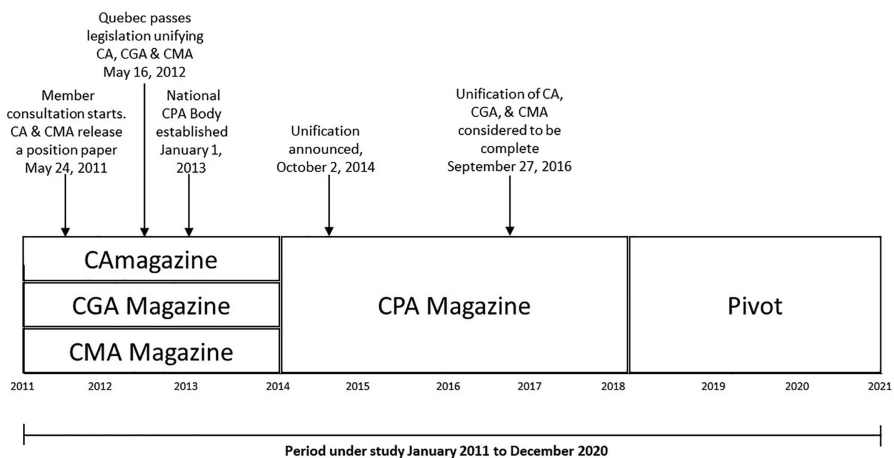 Quebec passes
legislation unifying
CA, CGA & CMA
May 16, 2012
Member
consultation starts.
CA & CMA release
a position paper
May 24, 2011
National
CPA Body
established
January 1,
2013
Unification
announced,
October 2, 2014
Unification of CA,
CGA, & CMA
considered to be
complete
September 27, 2016
CAmagazine
CGA Magazine
CMA Magazine
CPA Magazine
Pivot
2011 2012 2013 2014 2015 2016 2017 2018 2019 2020 2021
Period under study January 2011 to December 2020